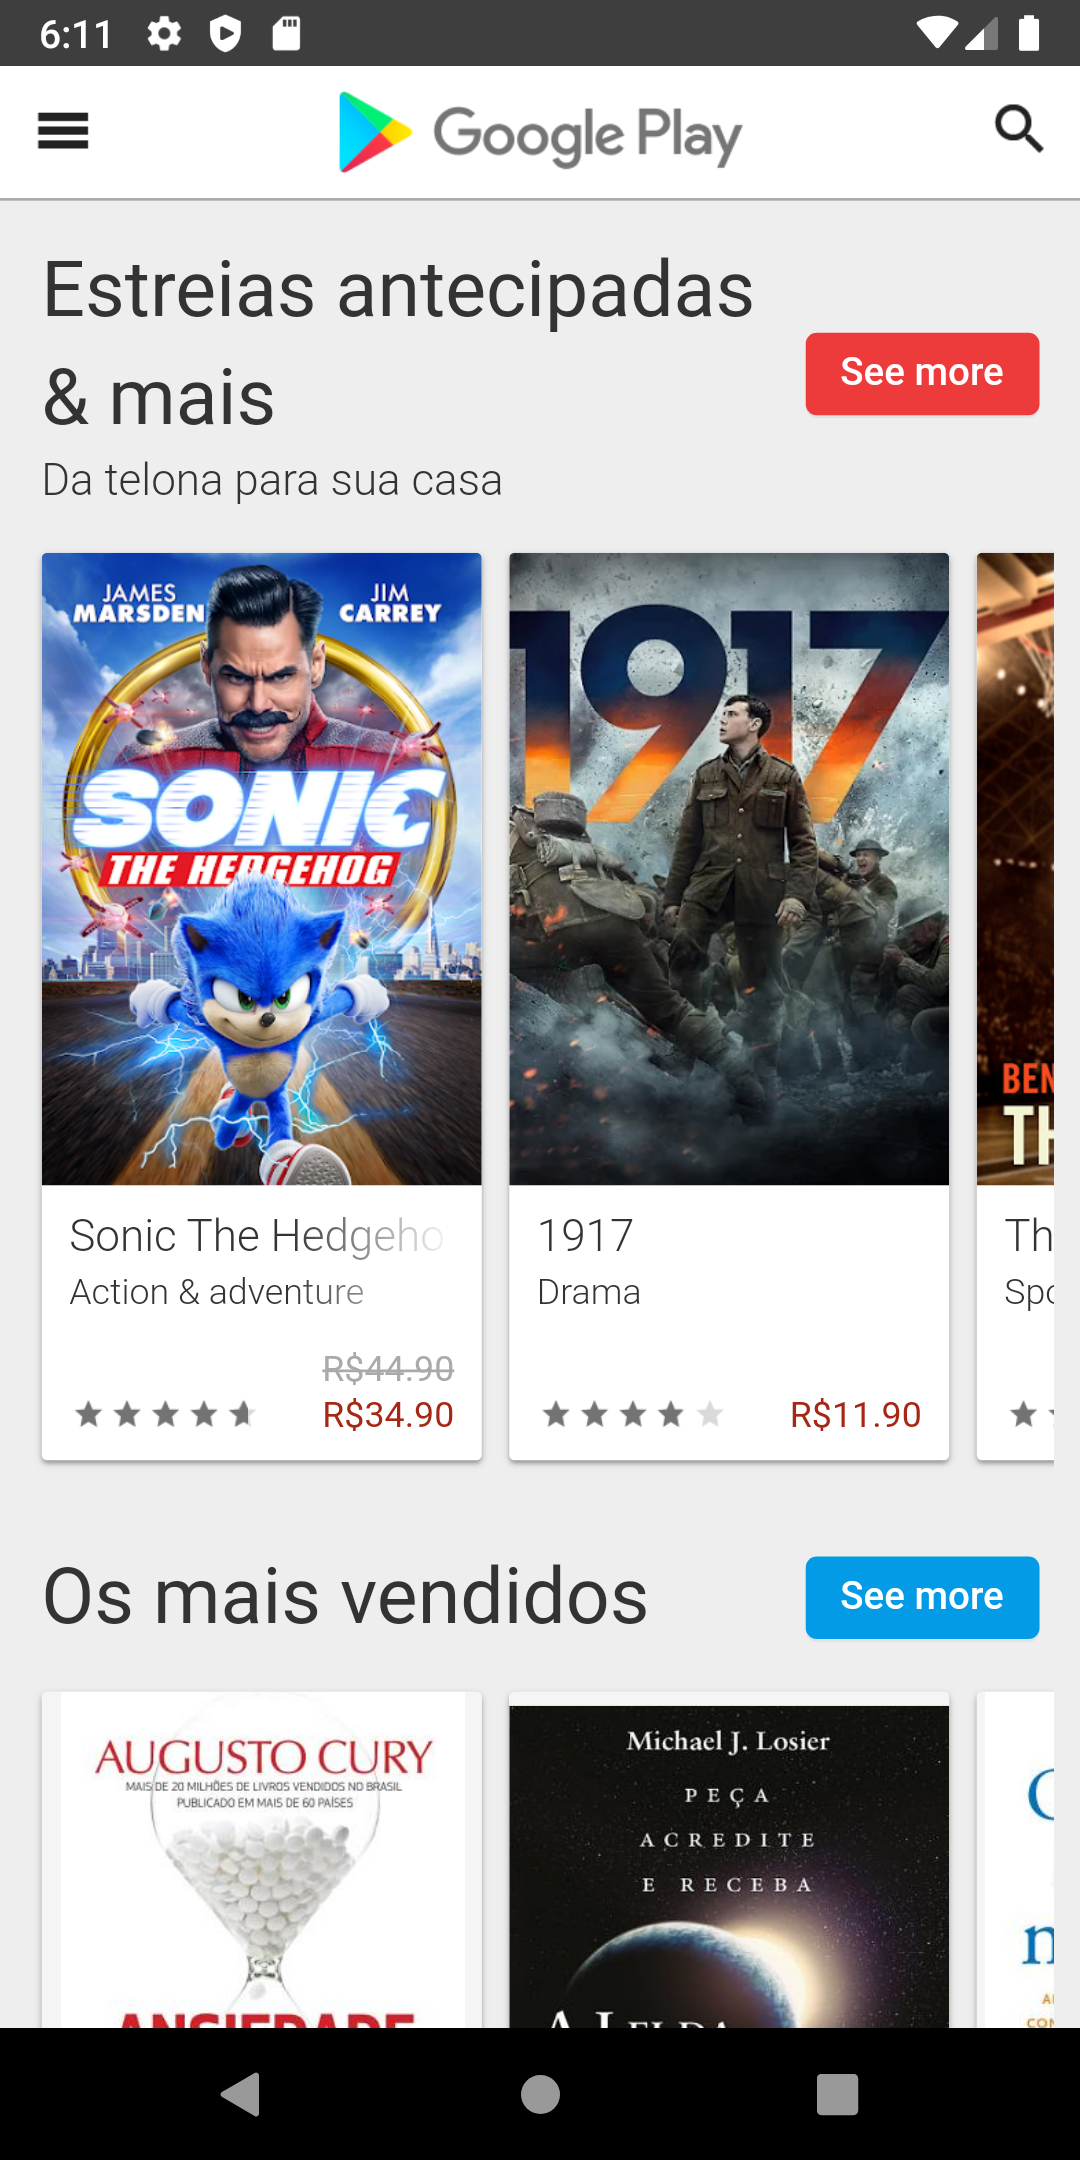 6:11
Google Play
Estreias antecipadas
& mais
See more
Da telona para sua casa
JAMES
MARSDEN
JIM
CARREY
SONIC
THE HEDGEHOG
1917
BEN
TH
Sonic The Hedgeho
Action & adventure
R$44.90
R$34.90
1917
Drama
R$11.90
Th
Spo
Os mais vendidos
See more
AUGUSTO CURY
MAIS DE 20 MILHÕES DE LIVROS VENDIDOS NO BRASIL
PUBLICADO EM MAIS DE 60 PAÍSES
ANSIEDADE
Michael J. Losier
PEÇA
ACREDITE
E RECEBA
A LEI DA